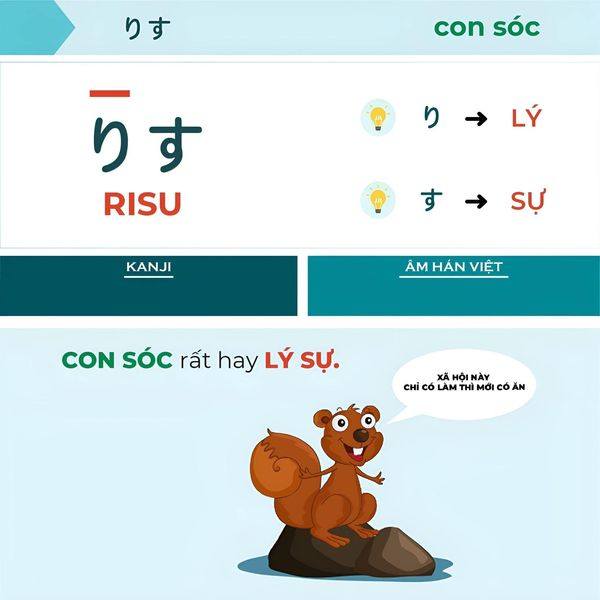 りす
con sóc
りす
RISU
り → LÝ
す → SỰ
KANJI
ÂM HÁN VIỆT
CON SÓC rất hay LÝ SỰ.
XÃ HỘI NÀY
CHỈ CÓ LÀM THÌ MỚI CÓ ĂN